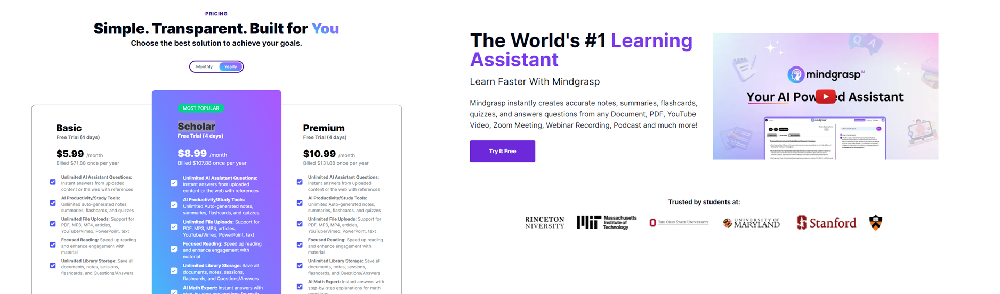 PRICING
Simple. Transparent. Built for You
Choose the best solution to achieve your goals.
Monthly
Yearly
Basic
Free Trial (4 days)
$5.99 /month
Billed $71.88 once per year
Unlimited AI Assistant Questions:
Instant answers from uploaded
content or the web with references
AI Productivity/Study Tools:
Unlimited auto-generated notes,
summaries, flashcards, and quizzes
Unlimited File Uploads: Support for
PDF, MP3, MP4, articles,
YouTube/Vimeo, PowerPoint, text
Focused Reading: Speed up reading
and enhance engagement with
material
Unlimited Library Storage: Save all
documents, notes, sessions,
flashcards, and Questions/Answers
MOST POPULAR
Scholar
Free Trial (4 days)
$8.99 /month
Billed $107.88 once per year
Unlimited AI Assistant Questions:
Instant answers from uploaded
content or the web with references
AI Productivity/Study Tools:
Unlimited Auto-generated notes,
summaries, flashcards, and quizzes
Unlimited File Uploads: Support for
PDF, MP3, MP4, articles,
YouTube/Vimeo, PowerPoint, text
Focused Reading: Speed up reading
and enhance engagement with
material
Unlimited Library Storage: Save all
documents, notes, sessions,
flashcards, and Questions/Answers
AI Math Expert: Instant answers with
step-by-step explanations for math
Premium
Free Trial (4 days)
$10.99 /month
Billed $131.88 once per year
Unlimited AI Assistant Questions:
Instant answers from uploaded
content or the web with references
AI Productivity/Study Tools:
Unlimited Auto-generated notes,
summaries, flashcards, and quizzes
Unlimited File Uploads: Support for
PDF, MP3, MP4, articles,
YouTube/Vimeo, PowerPoint, text
Focused Reading: Speed up reading
and enhance engagement with
material
Unlimited Library Storage: Save all
documents, notes, sessions,
flashcards, and Questions/Answers
AI Math Expert: Instant answers with
step-by-step explanations for math
questions
The World's #1 Learning
Assistant
Learn Faster With Mindgrasp
Mindgrasp instantly creates accurate notes, summaries, flashcards,
quizzes, and answers questions from any Document, PDF, YouTube
Video, Zoom Meeting, Webinar Recording, Podcast and much more!
Try It Free
Q A
mindgrasp Ai
Your AI Pow d Assistant
mindgrasp
Trusted by students at:
RINCETON
NIVERSITY
Massachusetts
Institute of
Technology
THE OHIO STATE UNIVERSITY
UNIVERSITY OF
MARYLAND
Stanford